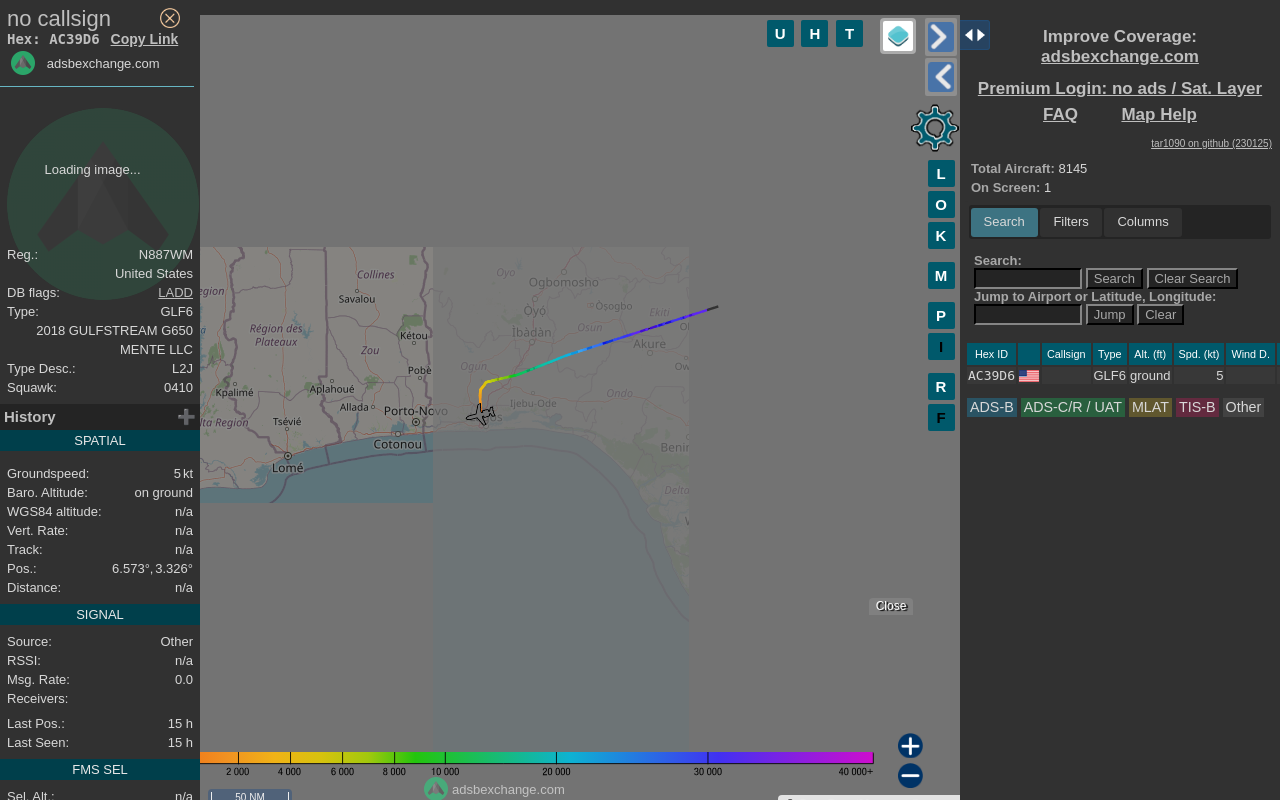 no callsign
Hex: AC39D6 Copy Link
adsbexchange.com
Loading image...
Reg.: N887WM
United States
DB flags: LADD
Type: GLF6
2018 GULFSTREAM G650
MENTE LLC
Type Desc.: L2J
Squawk: 0410
History
SPATIAL
Groundspeed: 5 kt
Baro. Altitude: on ground
WGS84 altitude: n/a
Vert. Rate: n/a
Track: n/a
Pos.: 6.573°, 3.326°
Distance: n/a
SIGNAL
Source: Other
RSSI: n/a
Msg. Rate: 0.0
Receivers:
Last Pos.: 15 h
Last Seen: 15 h
FMS SEL
Sel. Alt.: n/a
U H T
L
O
K
M
P
I
R
F
Collines
Savalou
Région des
Plateaux
Zou
Kétou
Pobè
Kpalimé
Aplahoué
Allada
Tsévié
Porto-Novo
Cotonou
Lomé
Oyo
Ogbomosho
Òyó
Òṣogbo
Ekiti
Ìbàdàn
Osun
Akure
Ogun
Ondo
Ijebu-Ode
Benin
Delta
Close
2 000 4 000 6 000 8 000 10 000 20 000 30 000 40 000+
adsbexchange.com
50 NM
Improve Coverage:
adsbexchange.com
Premium Login: no ads / Sat. Layer
FAQ Map Help
tar1090 on github (230125)
Total Aircraft: 8145
On Screen: 1
Search Filters Columns
Search:
Search Clear Search
Jump to Airport or Latitude, Longitude:
Jump Clear
Hex ID Callsign Type Alt. (ft) Spd. (kt) Wind D.
AC39D6 GLF6 ground 5
ADS-B ADS-C/R / UAT MLAT TIS-B Other